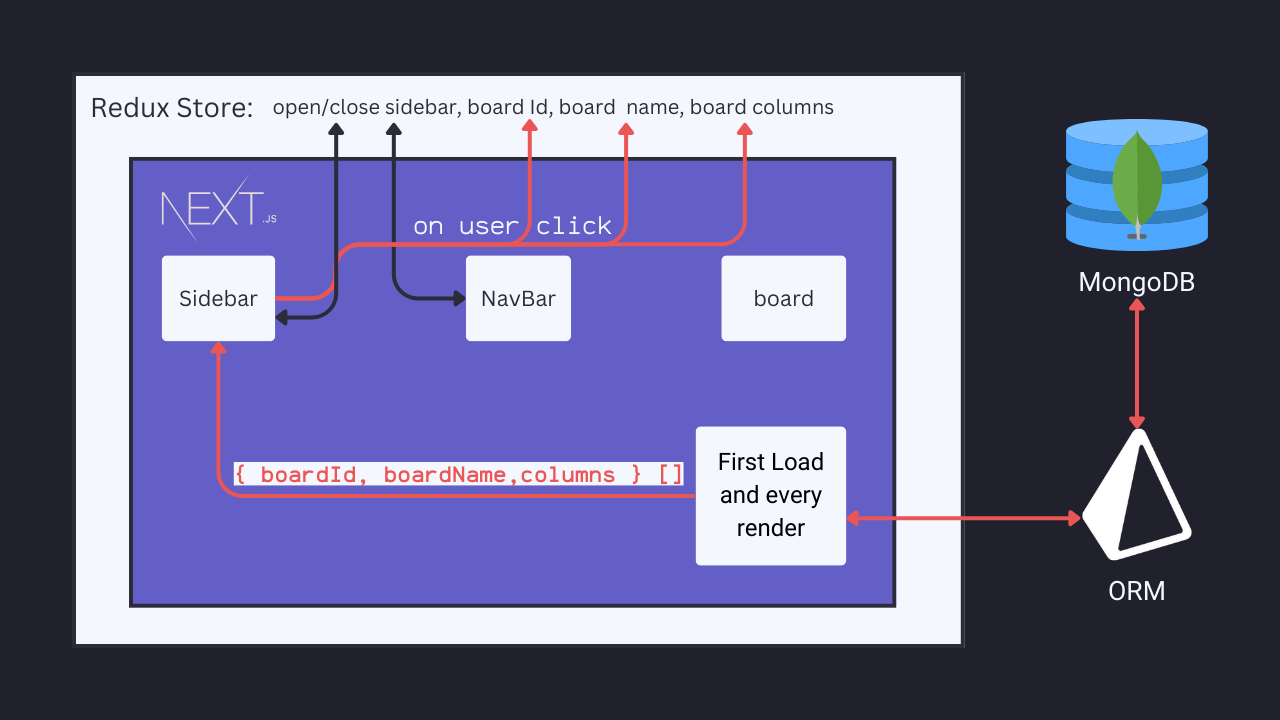 Redux Store: open/close sidebar, board Id, board name, board columns
NEXT.JS
on user click
Sidebar
NavBar
board
MongoDB
{ boardId, boardName,columns } []
First Load
and every
render
ORM